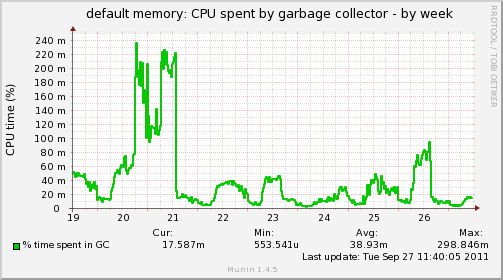 default memory: CPU spent by garbage collector - by week
RRDTOOL / TOBI OETIKER
CPU time (%)
240 m
220 m
200 m
180 m
160 m
140 m
120 m
100 m
80 m
60 m
40 m
20 m
0
19 20 21 22 23 24 25 26
Cur: Min: Avg: Max:
% time spent in GC 17.587m 553.541u 38.93m 298.846m
Last update: Tue Sep 27 11:40:05 2011
Munin 1.4.5